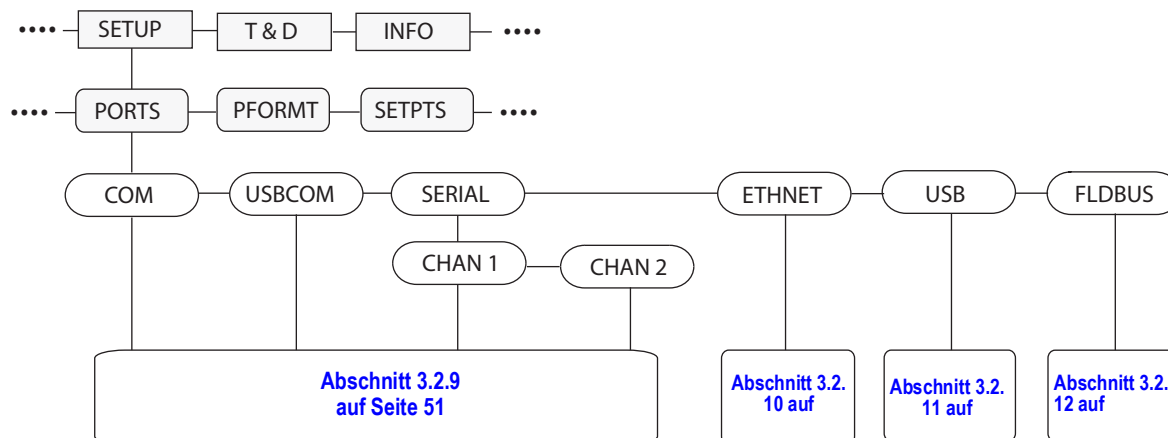 SETUP T & D INFO
PORTS PFORMT SETPTS
COM USBCOM SERIAL ETHNET USB FLDBUS
CHAN 1 CHAN 2
Abschnitt 3.2.9
auf Seite 51
Abschnitt 3.2.
10 auf
Abschnitt 3.2.
11 auf
Abschnitt 3.2.
12 auf